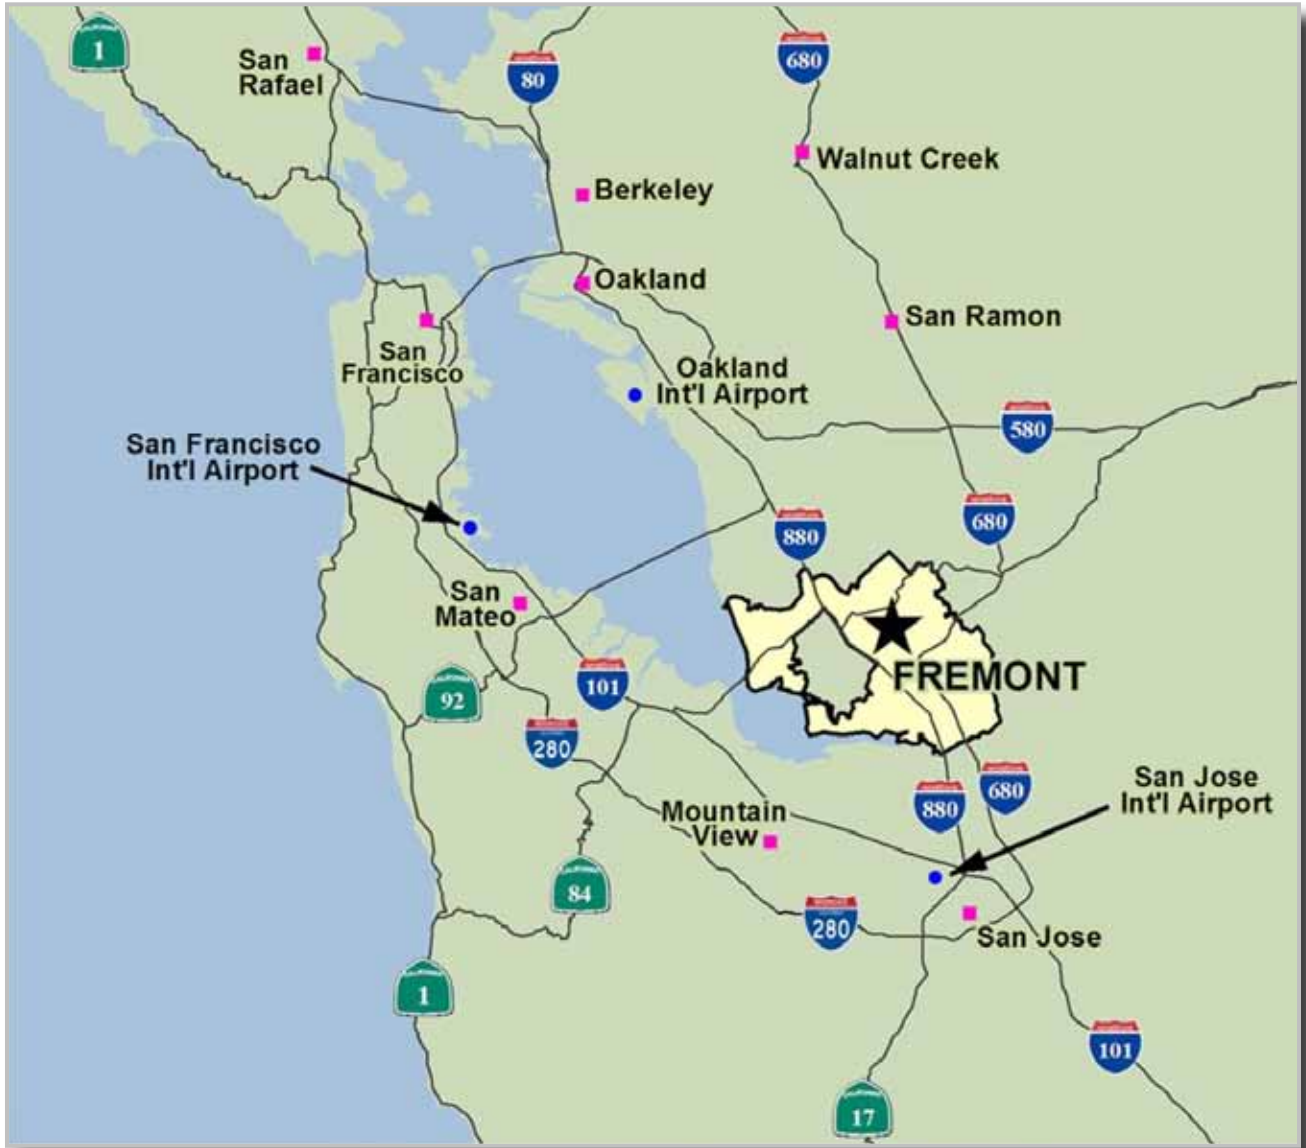 1
San
Rafael
80
680
Walnut Creek
Berkeley
Oakland
San Ramon
San
Francisco
Oakland
Int'l Airport
580
San Francisco
Int'l Airport
680
880
San
Mateo
FREMONT
101
92
280
San Jose
Int'l Airport
680
880
Mountain
View
84
280
San Jose
1
101
17